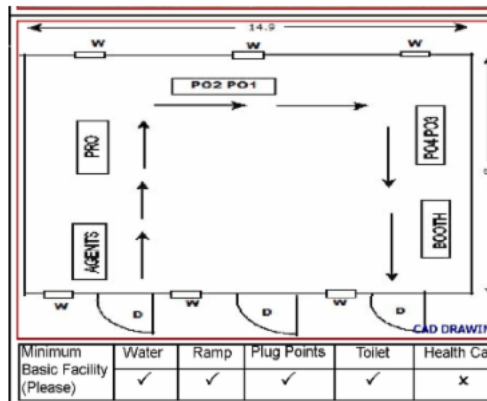 14.9
W W W
PO2 PO1
PRO
PO4 PO3
AGENTS
BOOTH
W W W
D D D
CAD DRAWIN
Minimum Basic Facility (Please) Water Ramp Plug Points Toilet Health Ca
✓ ✓ ✓ ✓ x